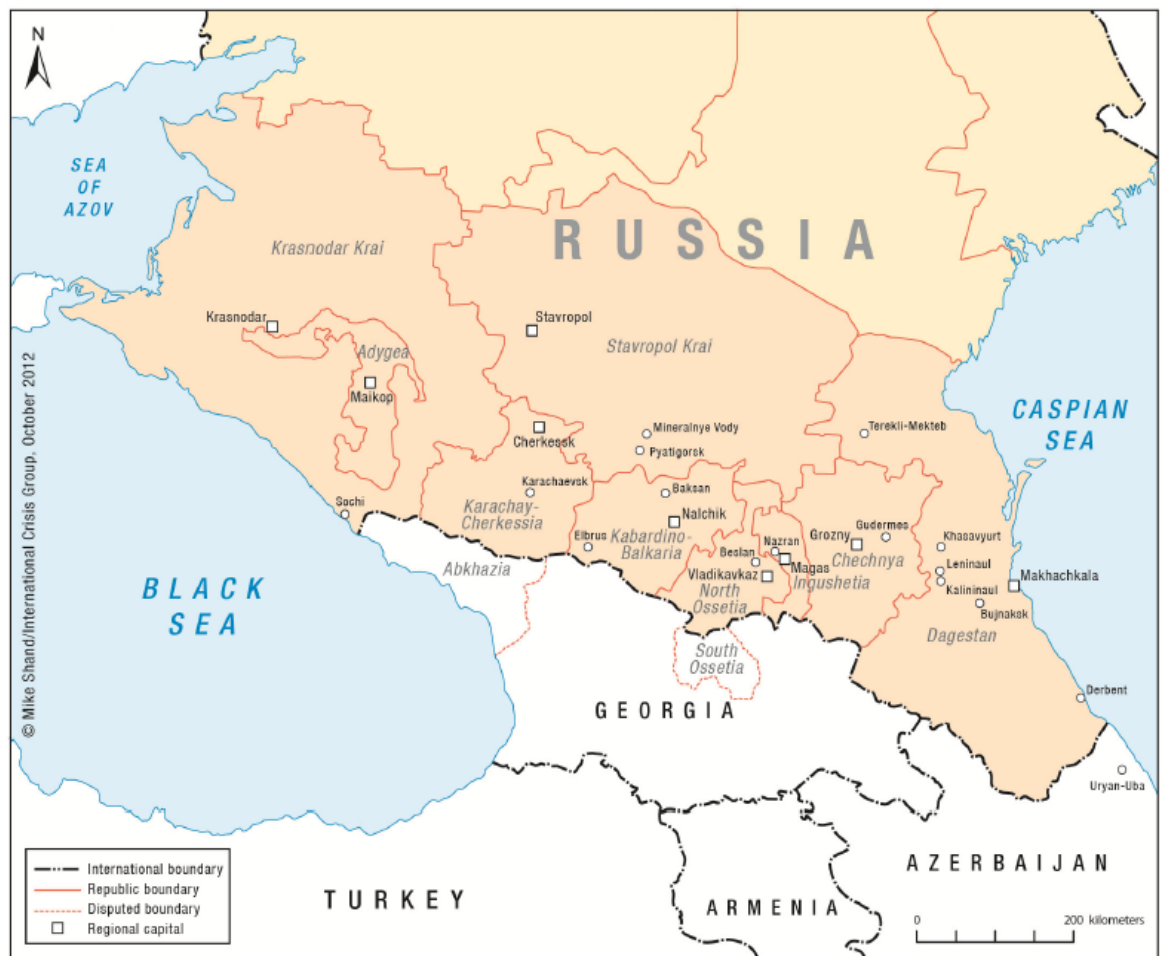 N
SEA
OF
AZOV
RUSSIA
Krasnodar Krai
Krasnodar
Stavropol
Adygea
Stavropol Krai
Maikop
CASPIAN
SEA
Cherkessk
Mineralnye Vody
Terekli-Mekteb
Pyatigorsk
Karachaevsk
Baksan
Sochi
Karachay-
Cherkessia
Nalchik
Gudermes
Elbrus
Kabardino-
Balkaria
Nazran
Grozny
Khasavyurt
Beslan
Chechnya
Abkhazia
Magas
Leninaul
Vladikavkaz
Ingushetia
Makhachkala
BLACK
SEA
North
Ossetia
Kalininaul
Bujnaksk
Dagestan
South
Ossetia
Derbent
GEORGIA
Uryan-Uba
© Mike Shand/International Crisis Group, October 2012
International boundary
Republic boundary
Disputed boundary
Regional capital
TURKEY
ARMENIA
AZERBAIJAN
0
200 kilometers